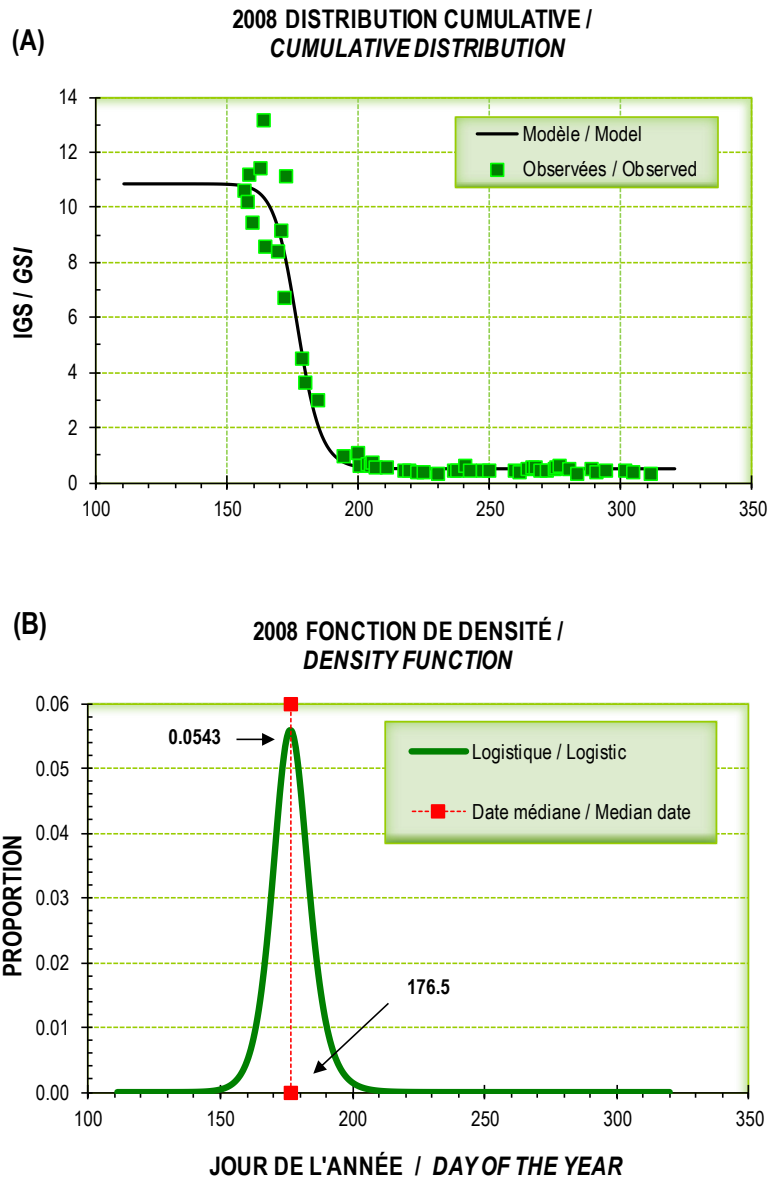 (A)
2008 DISTRIBUTION CUMULATIVE /
CUMULATIVE DISTRIBUTION
IGS / GSI
14
12
10
8
6
4
2
0
Modèle / Model
Observées / Observed
100 150 200 250 300 350
(B)
2008 FONCTION DE DENSITÉ /
DENSITY FUNCTION
PROPORTION
0.06
0.05
0.04
0.03
0.02
0.01
0.00
0.0543
Logistique / Logistic
Date médiane / Median date
176.5
100 150 200 250 300 350
JOUR DE L'ANNÉE / DAY OF THE YEAR